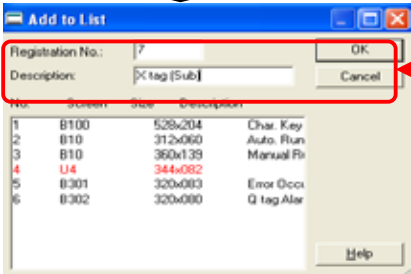 Add to List
Registration No.: 7 OK
Description: X tag (Sub) Cancel
No. Screen Size Description
1 B100 528x204 Char. Key
2 B10 312x060 Auto. Run
3 B10 360x139 Manual
4 U4 344x082
5 B301 320x083 Error Occu
6 B302 320x080 Q tag Alar
Help